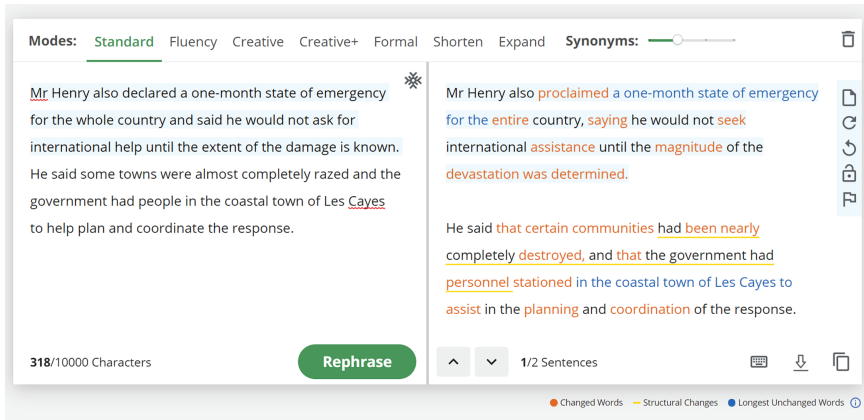 Modes: Standard Fluency Creative Creative+ Formal Shorten Expand Synonyms:
Mr Henry also declared a one-month state of emergency
for the whole country and said he would not ask for
international help until the extent of the damage is known.
He said some towns were almost completely razed and the
government had people in the coastal town of Les Cayes
to help plan and coordinate the response.
318/10000 Characters
Rephrase
Mr Henry also proclaimed a one-month state of emergency
for the entire country, saying he would not seek
international assistance until the magnitude of the
devastation was determined.
He said that certain communities had been nearly
completely destroyed, and that the government had
personnel stationed in the coastal town of Les Cayes to
assist in the planning and coordination of the response.
1/2 Sentences
Changed Words Structural Changes Longest Unchanged Words